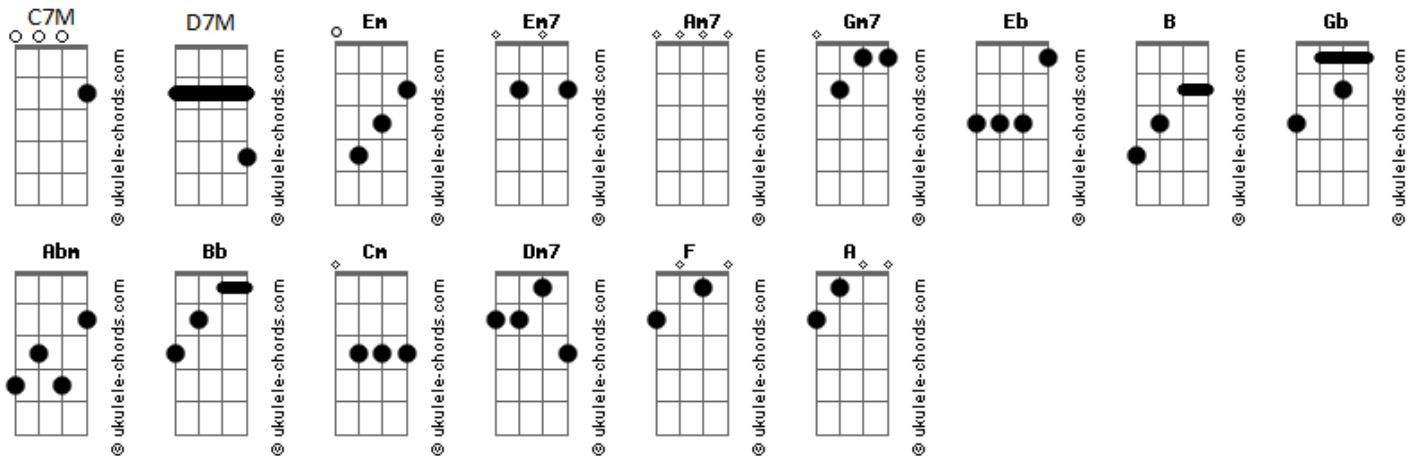 C7M D7M Em Em7 Am7 Gm7 Eb B Gb
© ukulele-chords.com © ukulele-chords.com © ukulele-chords.com © ukulele-chords.com © ukulele-chords.com © ukulele-chords.com © ukulele-chords.com © ukulele-chords.com © ukulele-chords.com
Abm Bb Cm Dm7 F A
© ukulele-chords.com © ukulele-chords.com © ukulele-chords.com © ukulele-chords.com © ukulele-chords.com © ukulele-chords.com